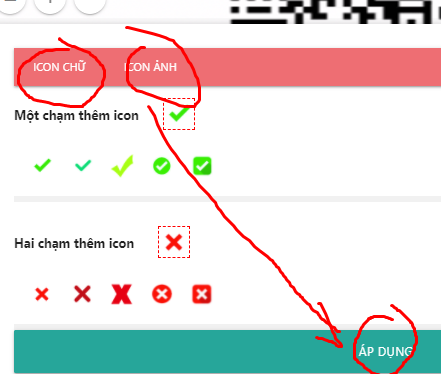 ICON CHỮ ICON ẢNH
Một chạm thêm icon
Hai chạm thêm icon
ÁP DỤNG